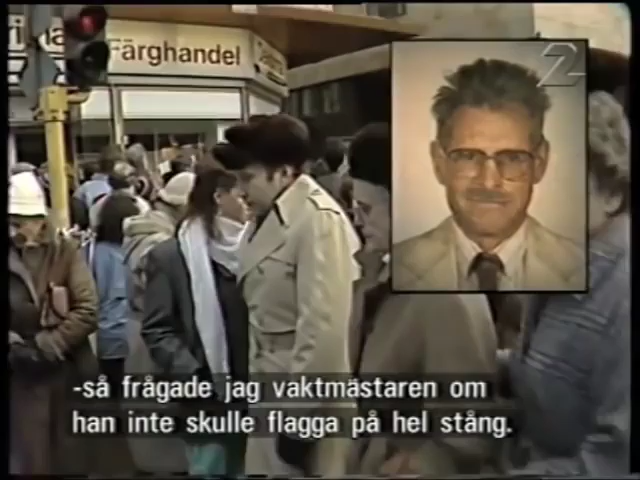 Färghandel
2
-så frågade jag vaktmästaren om
han inte skulle flagga på hel stång.